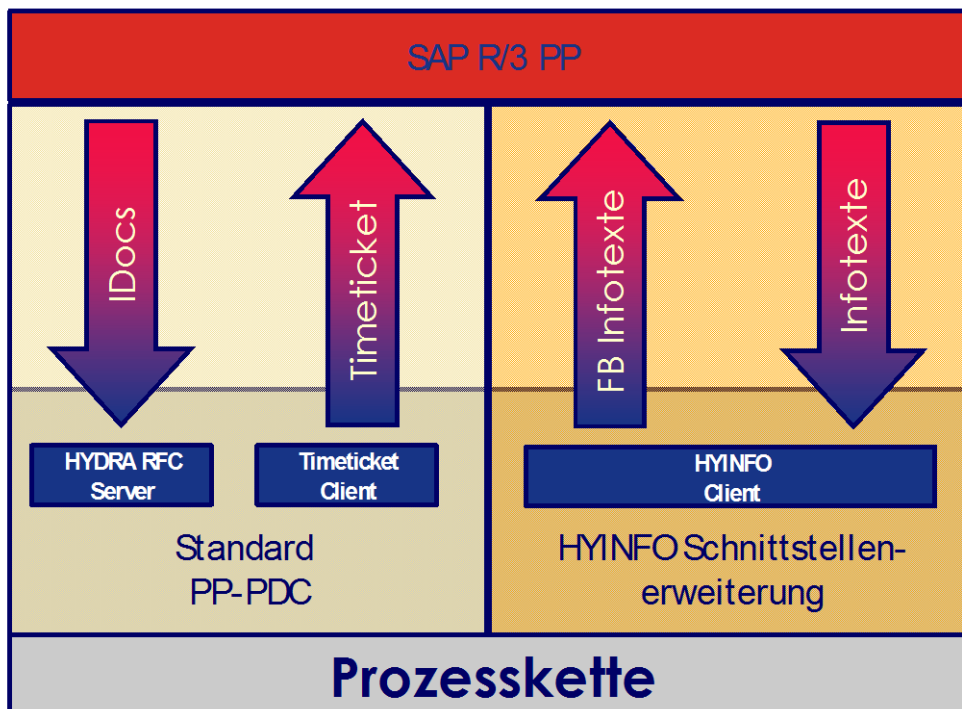 SAP R/3 PP
IDocs
Timeticket
FB Infotexte
Infotexte
HYDRA RFC
Server
Timeticket
Client
HYINFO
Client
Standard
PP-PDC
HYINFO Schnittstellen-
erweiterung
Prozesskette